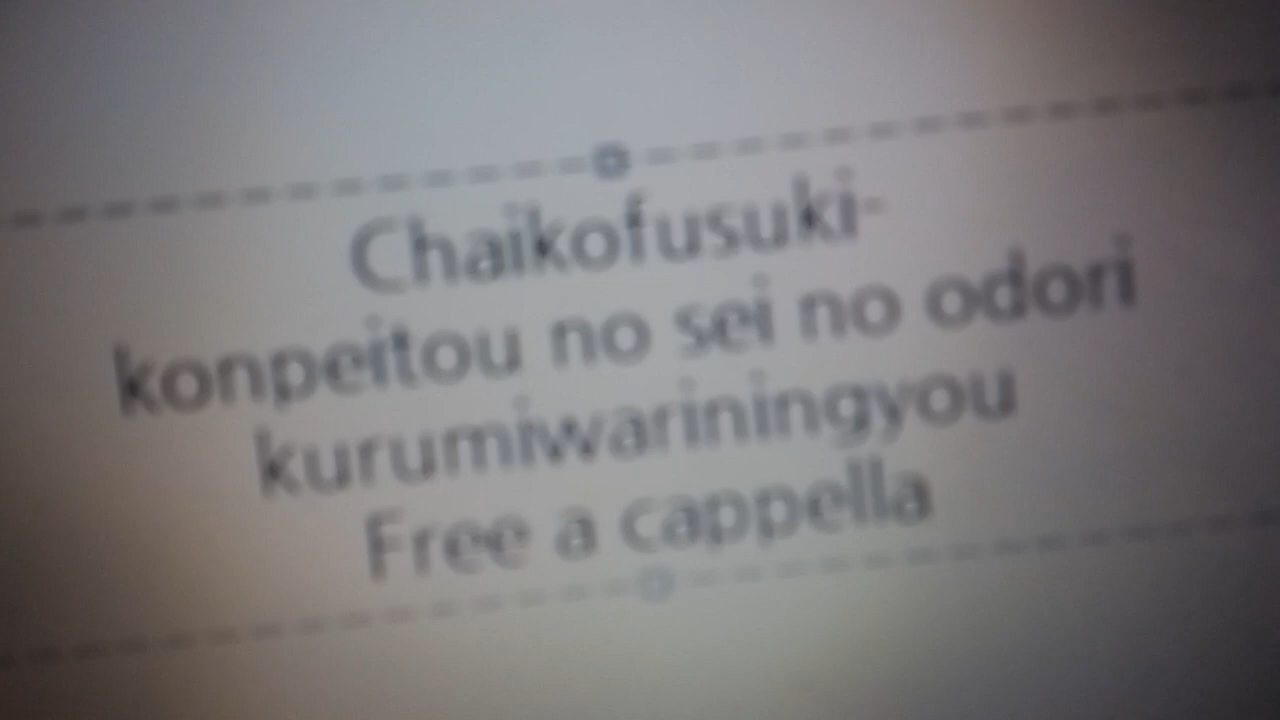 Chaikofusuki-
konpeitou no sei no odori
kurumiwariningyou
Free a cappella